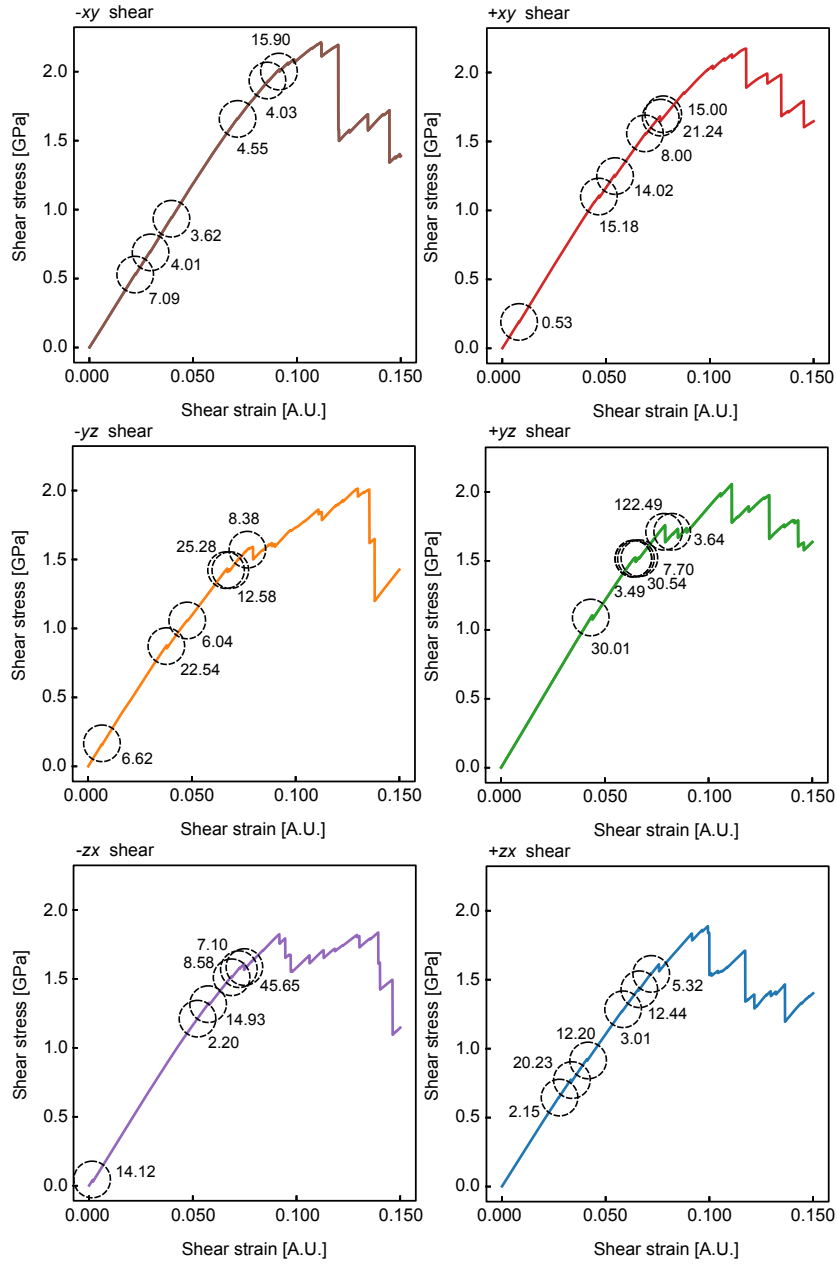 -xy shear
2.0
1.5
1.0
0.5
0.0
Shear stress [GPa]
15.90
4.03
4.55
3.62
4.01
7.09
0.000 0.050 0.100 0.150
Shear strain [A.U.]
+xy shear
2.0
1.5
1.0
0.5
0.0
Shear stress [GPa]
15.00
21.24
8.00
14.02
15.18
0.53
0.000 0.050 0.100 0.150
Shear strain [A.U.]
-yz shear
2.0
1.5
1.0
0.5
0.0
Shear stress [GPa]
8.38
25.28
12.58
6.04
22.54
6.62
0.000 0.050 0.100 0.150
Shear strain [A.U.]
+yz shear
2.0
1.5
1.0
0.5
0.0
Shear stress [GPa]
122.49
3.64
7.70
30.54
3.49
30.01
0.000 0.050 0.100 0.150
Shear strain [A.U.]
-zx shear
2.0
1.5
1.0
0.5
0.0
Shear stress [GPa]
7.10
8.58
45.65
14.93
2.20
14.12
0.000 0.050 0.100 0.150
Shear strain [A.U.]
+zx shear
2.0
1.5
1.0
0.5
0.0
Shear stress [GPa]
5.32
12.44
3.01
12.20
20.23
2.15
0.000 0.050 0.100 0.150
Shear strain [A.U.]